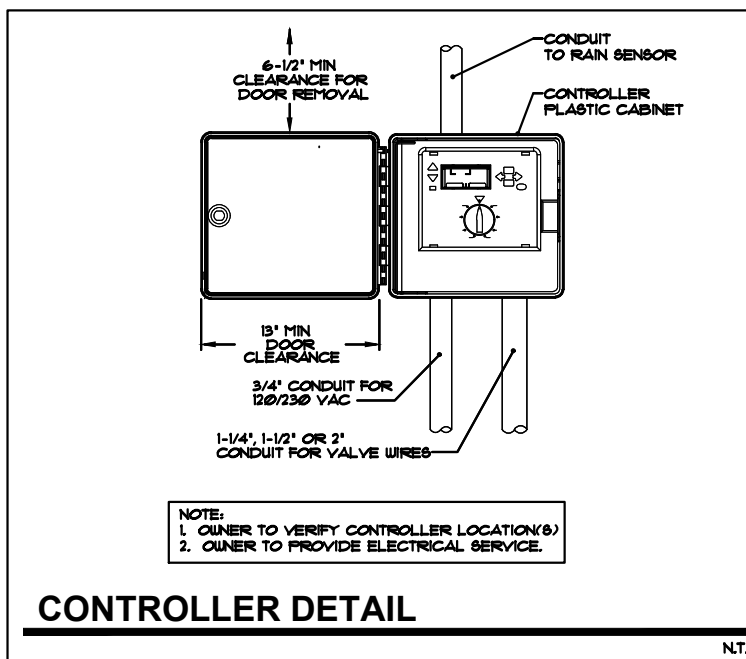 6-1/2" MIN
CLEARANCE FOR
DOOR REMOVAL
CONDUIT
TO RAIN SENSOR
CONTROLLER
PLASTIC CABINET
13" MIN
DOOR
CLEARANCE
3/4" CONDUIT FOR
120/230 VAC
1-1/4", 1-1/2" OR 2"
CONDUIT FOR VALVE WIRES
NOTE:
1. OWNER TO VERIFY CONTROLLER LOCATION(S)
2. OWNER TO PROVIDE ELECTRICAL SERVICE.
CONTROLLER DETAIL
N.T.